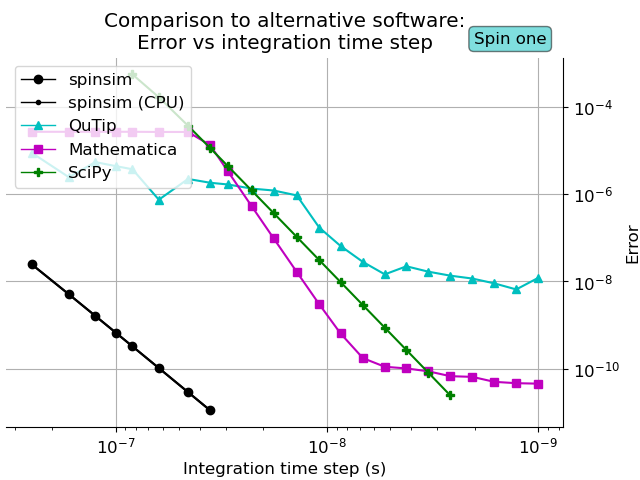 Comparison to alternative software:
Error vs integration time step
Spin one
spinsim
spinsim (CPU)
QuTip
Mathematica
SciPy
10⁻⁴
10⁻⁶
10⁻⁸
10⁻¹⁰
Error
10⁻⁷
10⁻⁸
10⁻⁹
Integration time step (s)